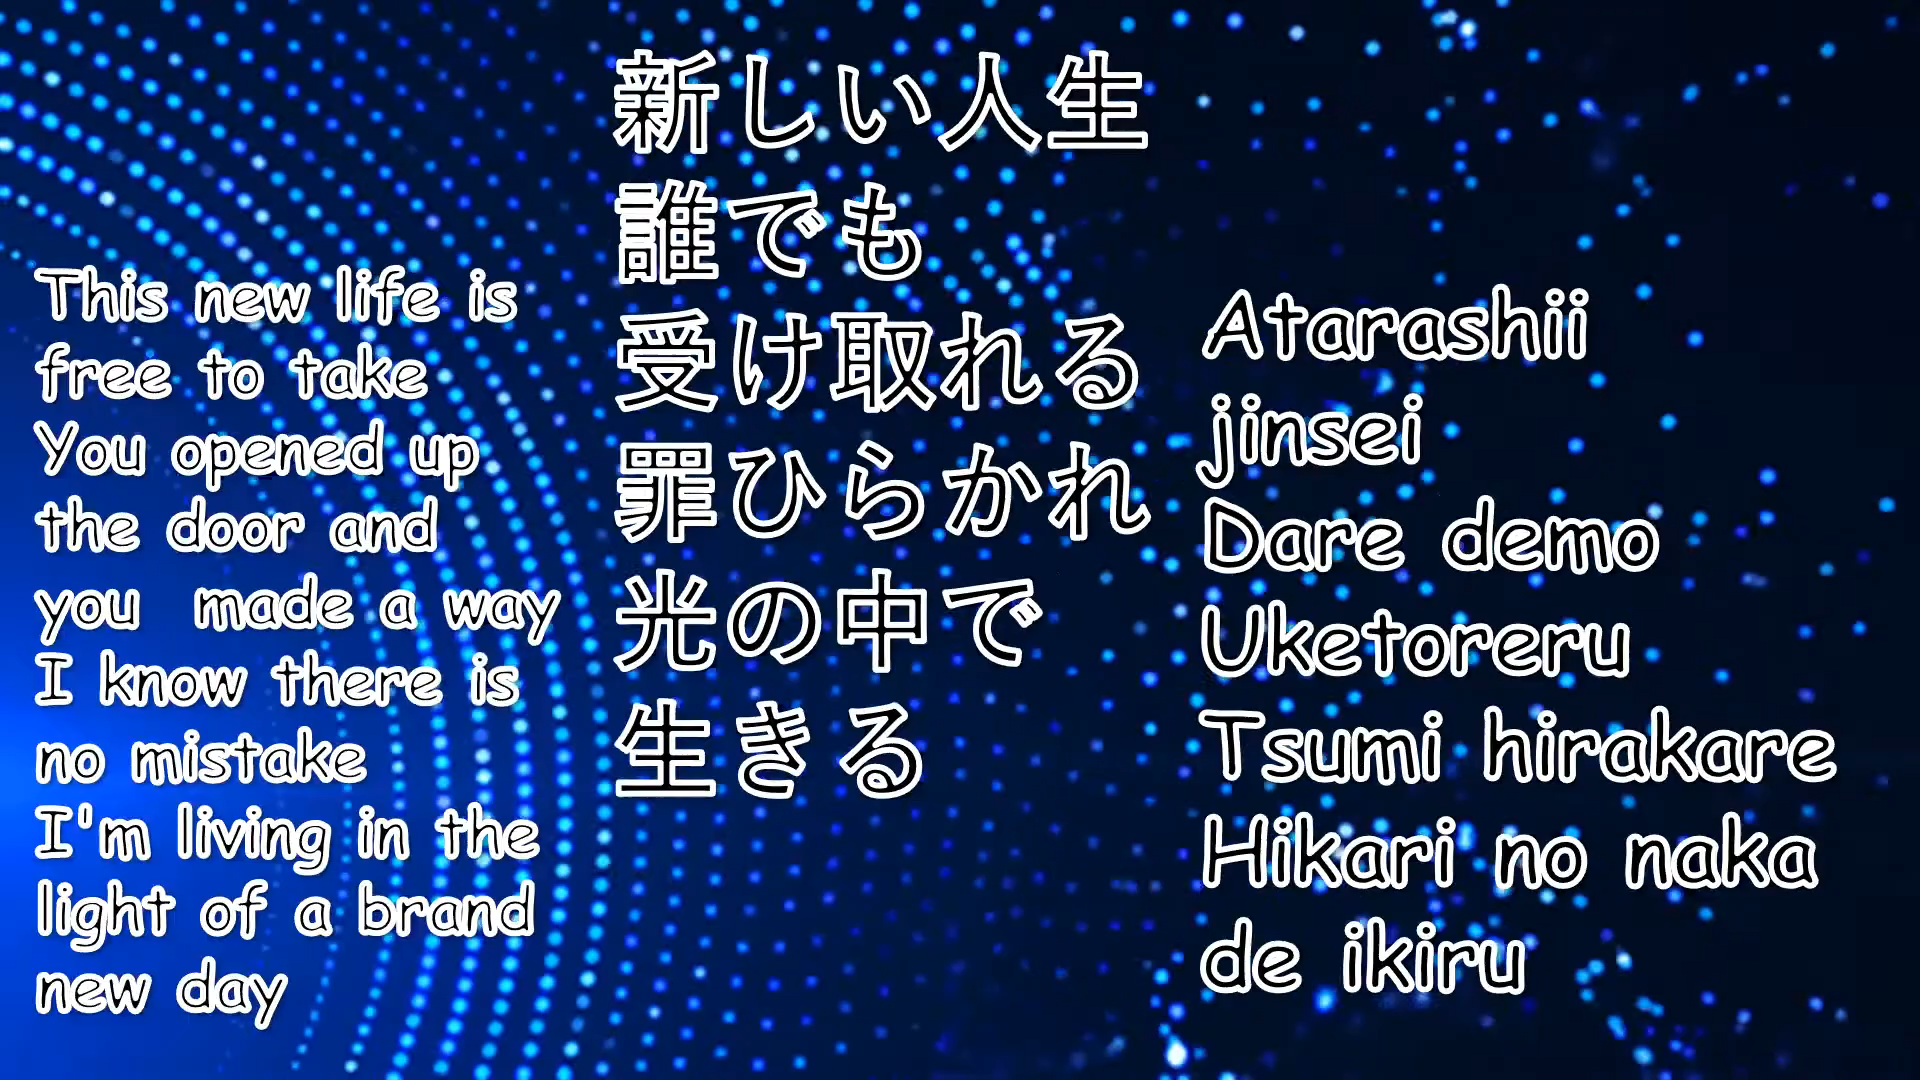 This new life is
free to take
You opened up
the door and
you  made a way
I know there is
no mistake
I'm living in the
light of a brand
new day
新しい人生
誰でも
受け取れる
罪ひらかれ
光の中で
生きる
Atarashii
jinsei
Dare demo
Uketoreru
Tsumi hirakare
Hikari no naka
de ikiru